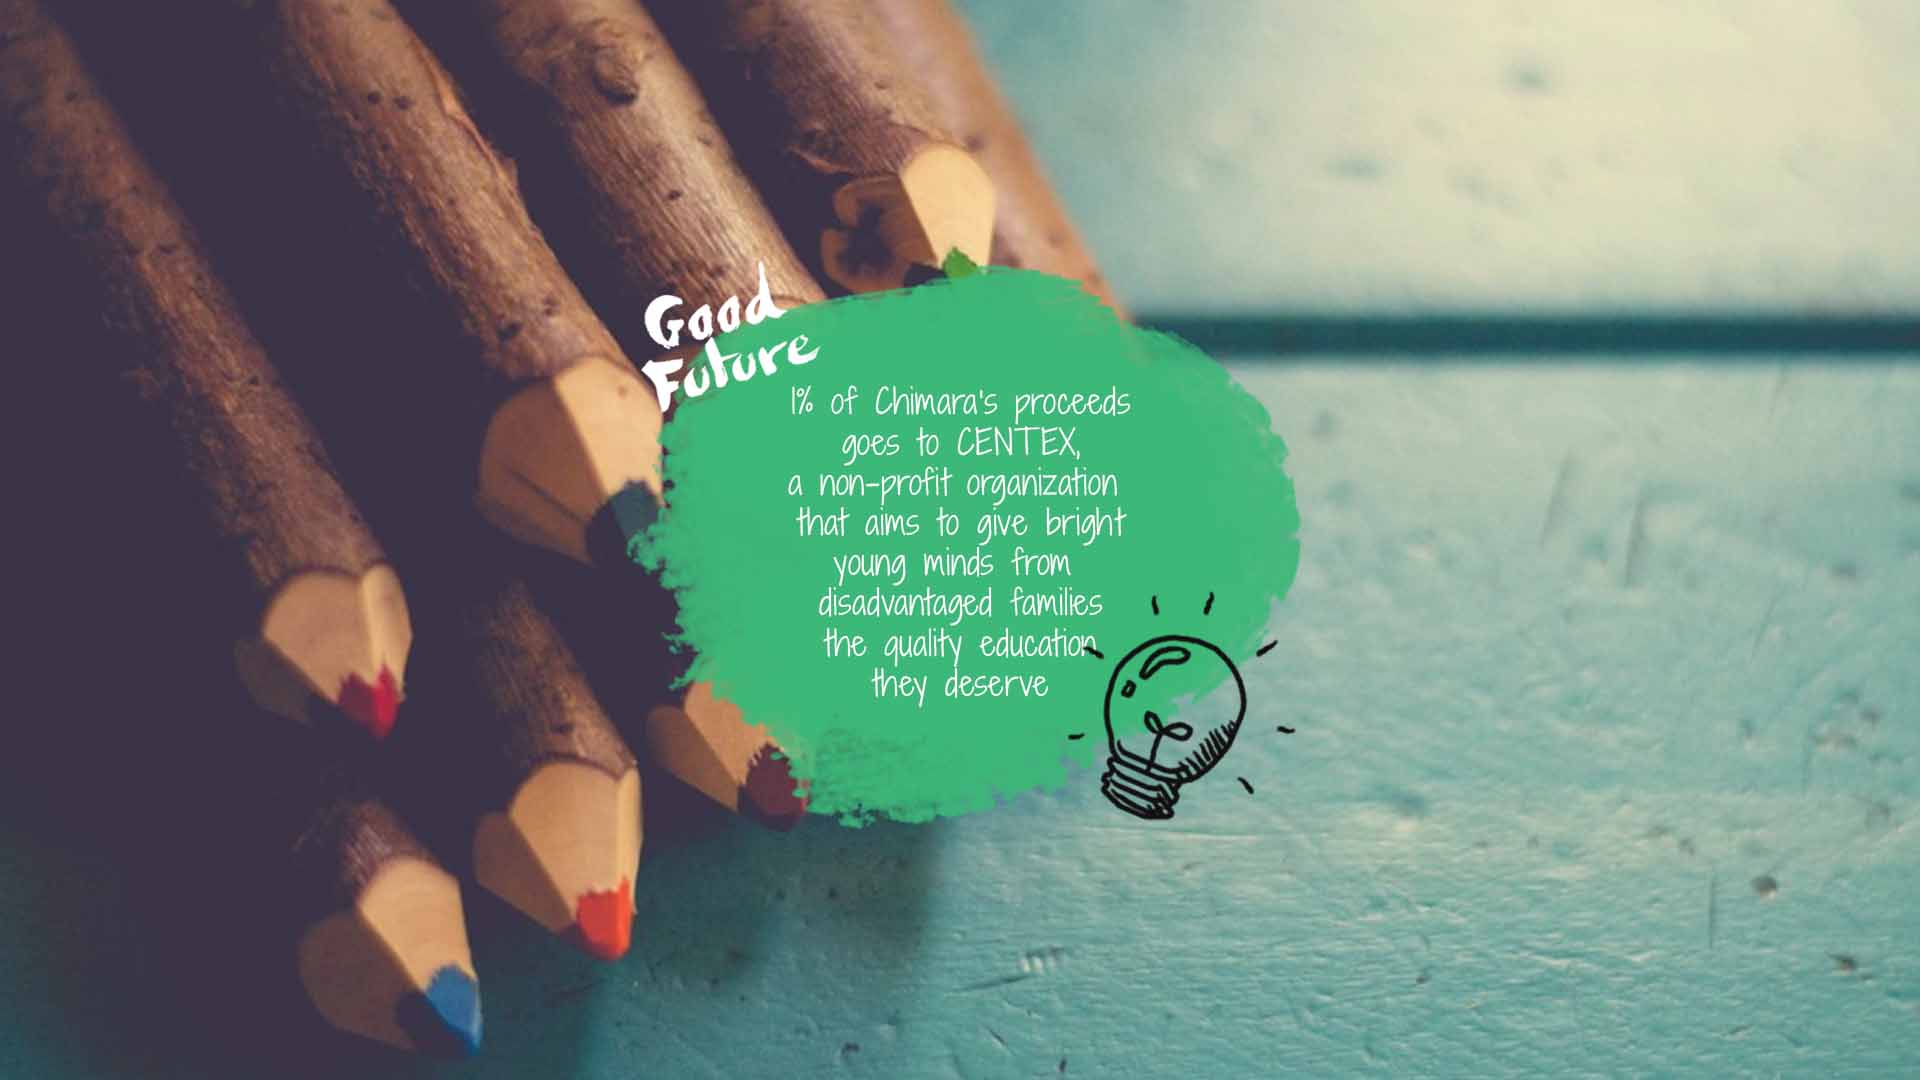 Good
Future
1% of Chimara's proceeds
goes to CENTEX,
a non-profit organization
that aims to give bright
young minds from
disadvantaged families
the quality education
they deserve